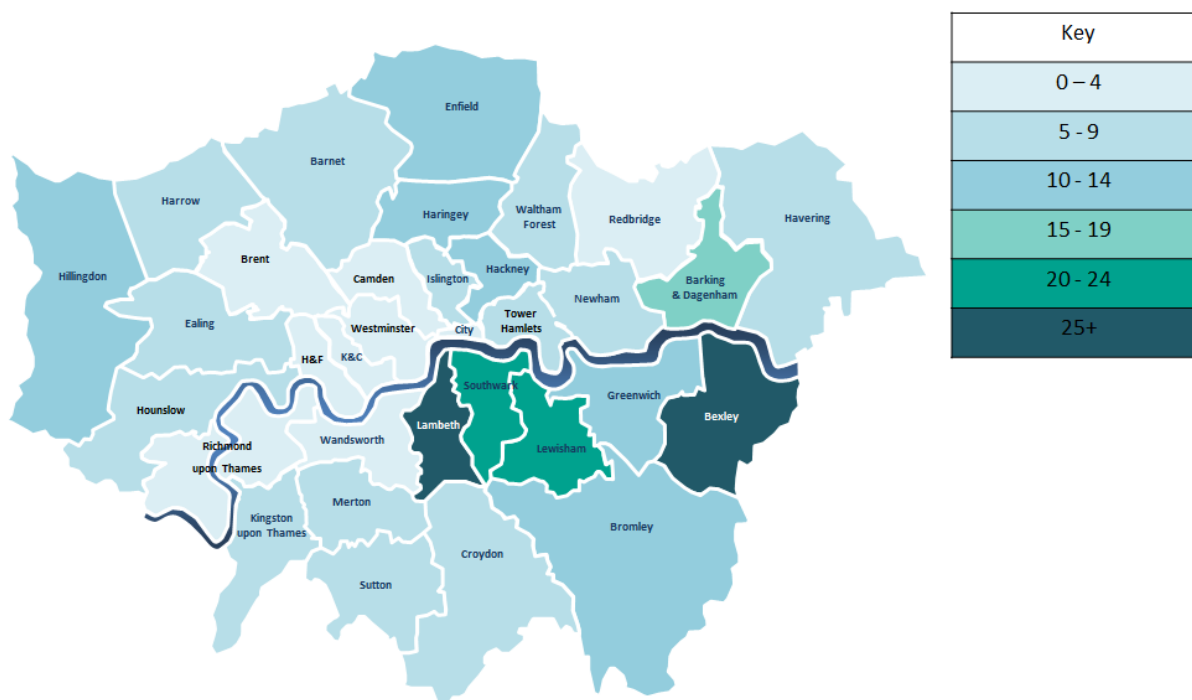 Key
0 – 4
5 - 9
10 - 14
15 - 19
20 - 24
25+
Enfield
Barnet
Harrow
Haringey
Waltham
Forest
Redbridge
Havering
Hillingdon
Brent
Camden
Islington
Hackney
Newham
Barking
& Dagenham
Ealing
Westminster
City
Tower
Hamlets
H&F
K&C
Hounslow
Richmond
upon Thames
Wandsworth
Lambeth
Southwark
Lewisham
Greenwich
Bexley
Kingston
upon Thames
Merton
Sutton
Croydon
Bromley